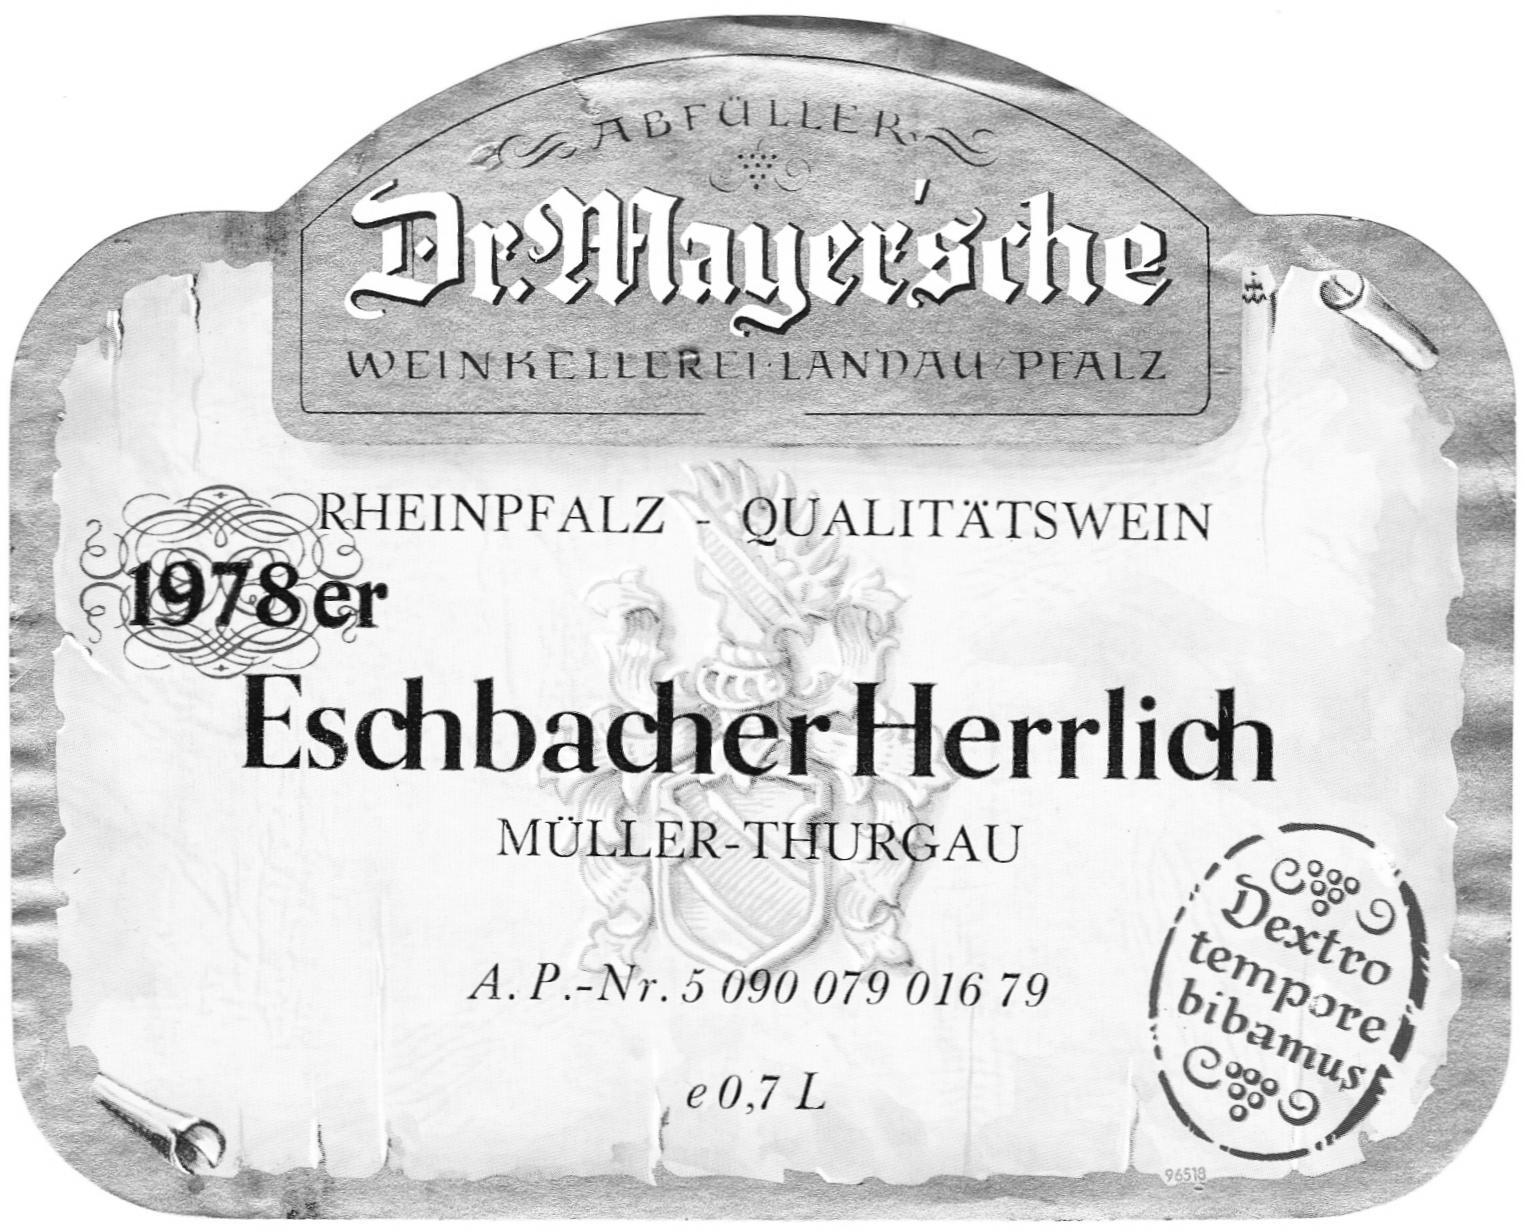 ABFÜLLER
Dr. Mayer'sche
WEINKELLEREI · LANDAU/PFALZ
RHEINPFALZ - QUALITÄTSWEIN
1978er
Eschbacher Herrlich
MÜLLER-THURGAU
A. P.-Nr. 5 090 079 016 79
e 0,7 L
Dextro
tempore
bibamus
96518